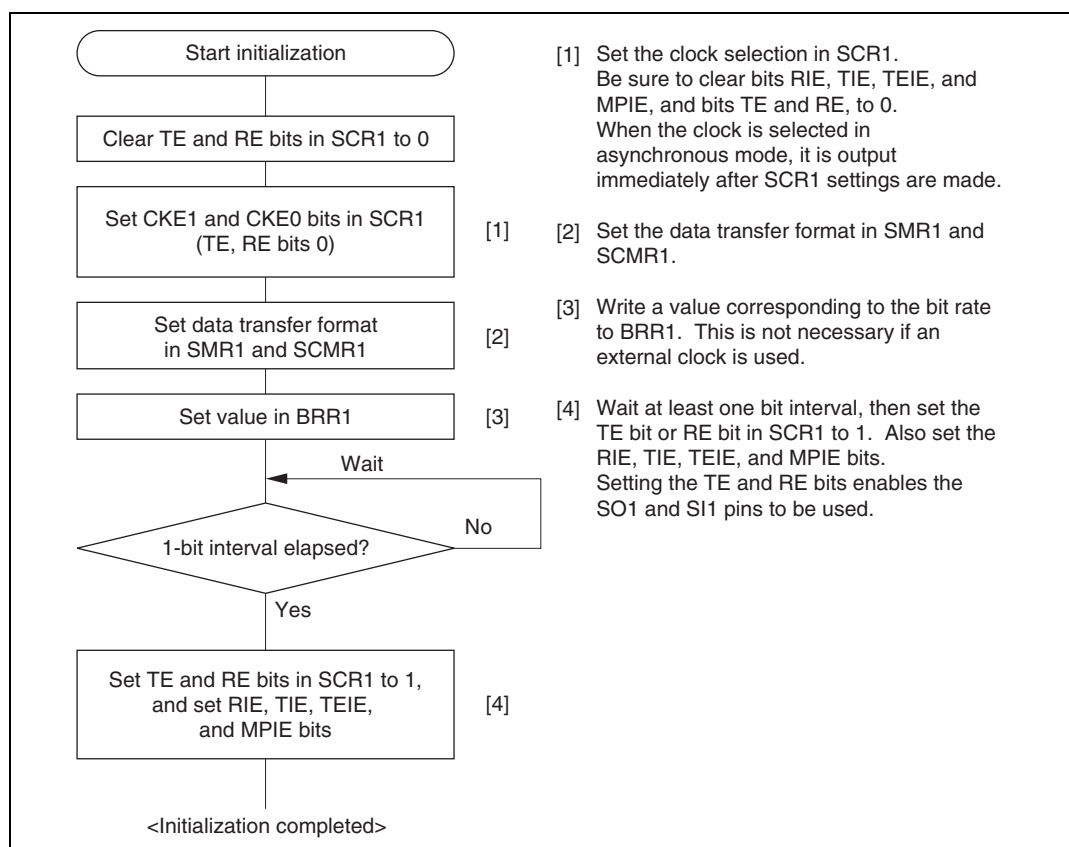 Start initialization
Clear TE and RE bits in SCR1 to 0
Set CKE1 and CKE0 bits in SCR1
(TE, RE bits 0)
[1]
Set data transfer format
in SMR1 and SCMR1
[2]
Set value in BRR1
[3]
Wait
1-bit interval elapsed?
No
Yes
Set TE and RE bits in SCR1 to 1,
and set RIE, TIE, TEIE,
and MPIE bits
[4]
<Initialization completed>
[1] Set the clock selection in SCR1.
Be sure to clear bits RIE, TIE, TEIE, and
MPIE, and bits TE and RE, to 0.
When the clock is selected in
asynchronous mode, it is output
immediately after SCR1 settings are made.
[2] Set the data transfer format in SMR1 and
SCMR1.
[3] Write a value corresponding to the bit rate
to BRR1. This is not necessary if an
external clock is used.
[4] Wait at least one bit interval, then set the
TE bit or RE bit in SCR1 to 1. Also set the
RIE, TIE, TEIE, and MPIE bits.
Setting the TE and RE bits enables the
SO1 and SI1 pins to be used.